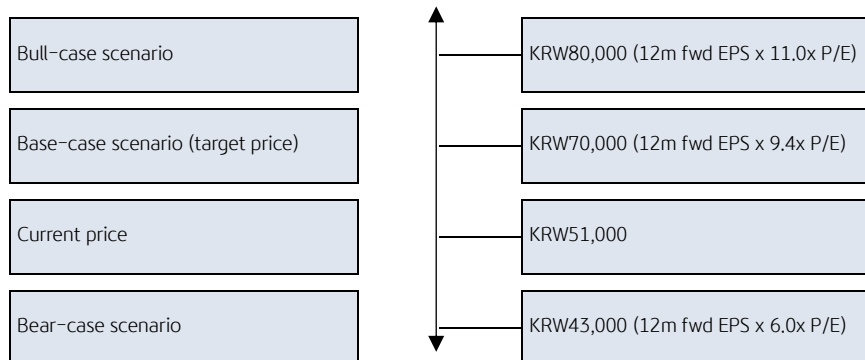 Bull-case scenario
KRW80,000 (12m fwd EPS x 11.0x P/E)
Base-case scenario (target price)
KRW70,000 (12m fwd EPS x 9.4x P/E)
Current price
KRW51,000
Bear-case scenario
KRW43,000 (12m fwd EPS x 6.0x P/E)